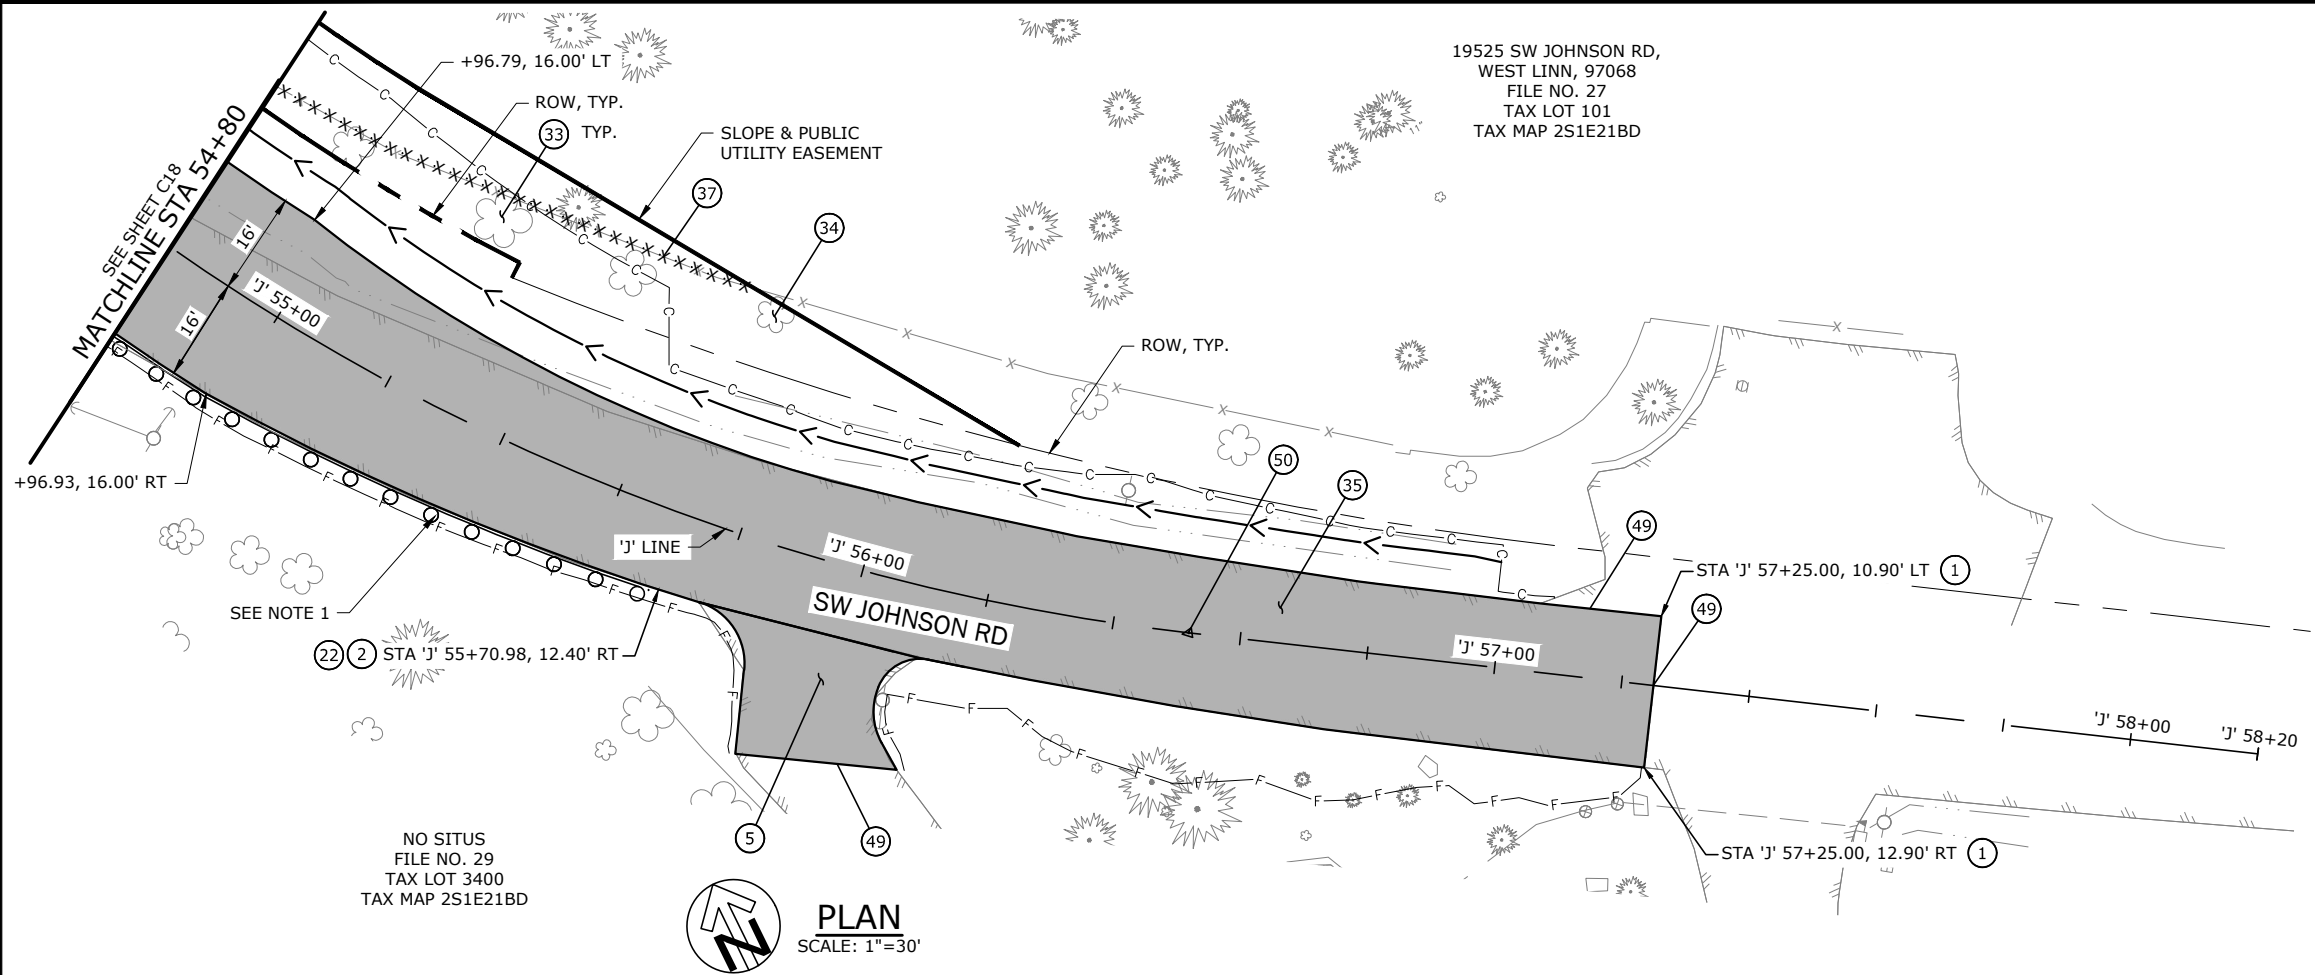 19525 SW JOHNSON RD,
WEST LINN, 97068
FILE NO. 27
TAX LOT 101
TAX MAP 2S1E21BD
+96.79, 16.00' LT
ROW, TYP.
33 TYP.
SLOPE & PUBLIC
UTILITY EASEMENT
37
34
SEE SHEET C18
MATCHLINE STA 54+80
16'
16'
'J' 55+00
ROW, TYP.
+96.93, 16.00' RT
50
35
49
'J' LINE
'J' 56+00
SW JOHNSON RD
STA 'J' 57+25.00, 10.90' LT 1
49
SEE NOTE 1
22 2 STA 'J' 55+70.98, 12.40' RT
'J' 57+00
'J' 58+00
'J' 58+20
5
49
STA 'J' 57+25.00, 12.90' RT 1
NO SITUS
FILE NO. 29
TAX LOT 3400
TAX MAP 2S1E21BD
N
PLAN
SCALE: 1"=30'